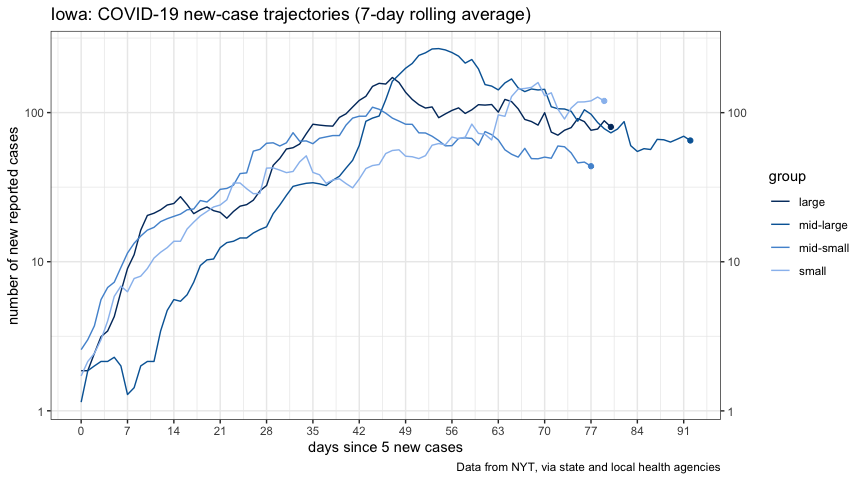 Iowa: COVID-19 new-case trajectories (7-day rolling average)
number of new reported cases
100
10
1
100
10
1
0 7 14 21 28 35 42 49 56 63 70 77 84 91
days since 5 new cases
group
large
mid-large
mid-small
small
Data from NYT, via state and local health agencies